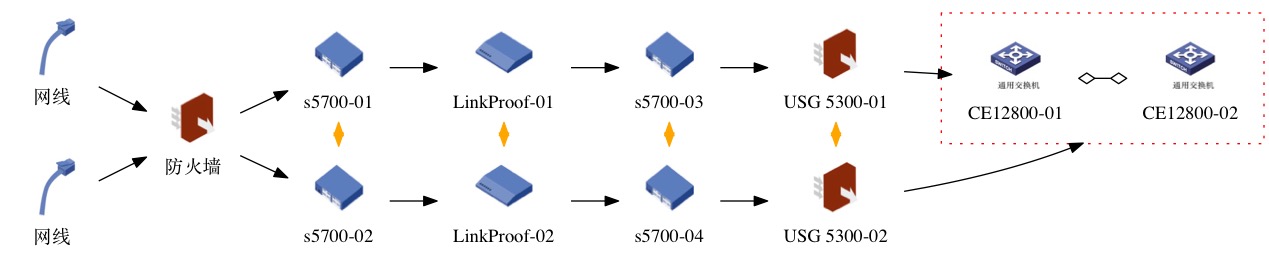 网线
防火墙
网线
s5700-01
LinkProof-01
s5700-03
USG 5300-01
s5700-02
LinkProof-02
s5700-04
USG 5300-02
SWITCH
通用交换机
CE12800-01
SWITCH
通用交换机
CE12800-02